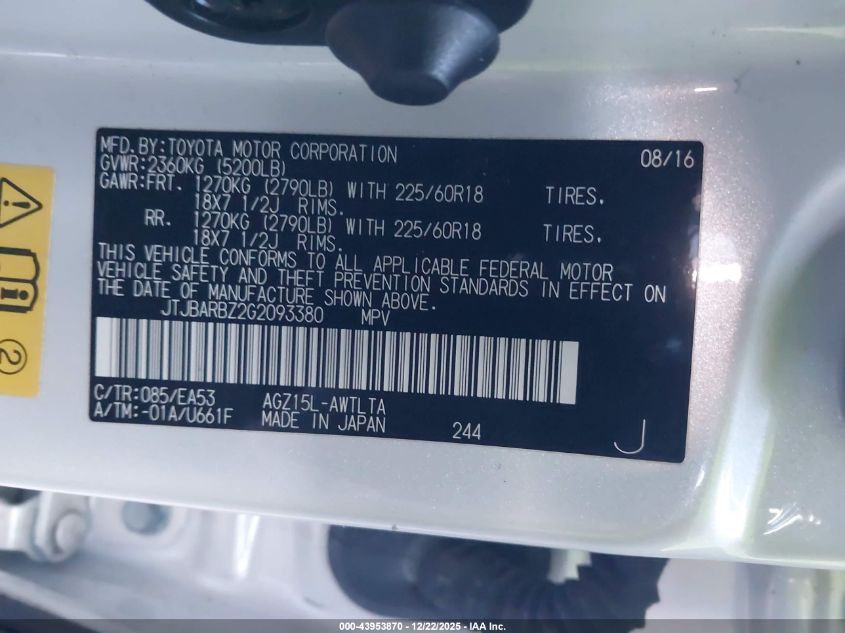 MFD.BY:TOYOTA MOTOR CORPORATION 08/16
GVWR:2360KG (5200LB)
GAWR:FRT. 1270KG (2790LB) WITH 225/60R18 TIRES.
18X7 1/2J RIMS.
RR. 1270KG (2790LB) WITH 225/60R18 TIRES.
18X7 1/2J RIMS.
THIS VEHICLE CONFORMS TO ALL APPLICABLE FEDERAL MOTOR
VEHICLE SAFETY AND THEFT PREVENTION STANDARDS IN EFFECT ON
THE DATE OF MANUFACTURE SHOWN ABOVE.
JTJBARBZ2G2093380 MPV
C/TR:085/EA53 AGZ15L-AWTLTA
A/TM:-01A/U661F MADE IN JAPAN 244 J
2
000-43953870 - 12/22/2025 - IAA Inc.